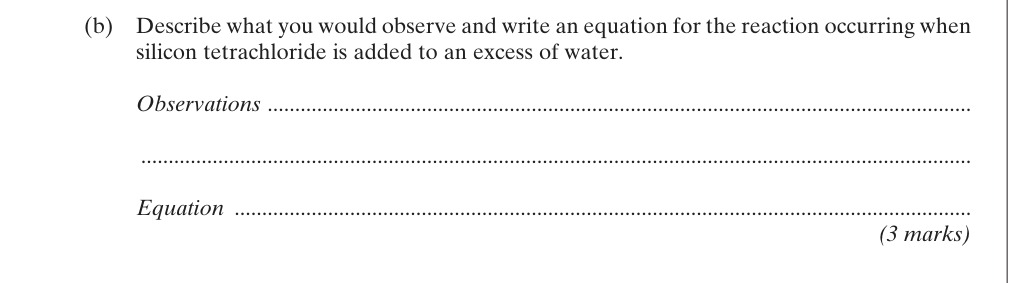 (b) Describe what you would observe and write an equation for the reaction occurring when
silicon tetrachloride is added to an excess of water.
Observations ................................................................................................................................
................................................................................................................................................
Equation ......................................................................................................................................
(3 marks)